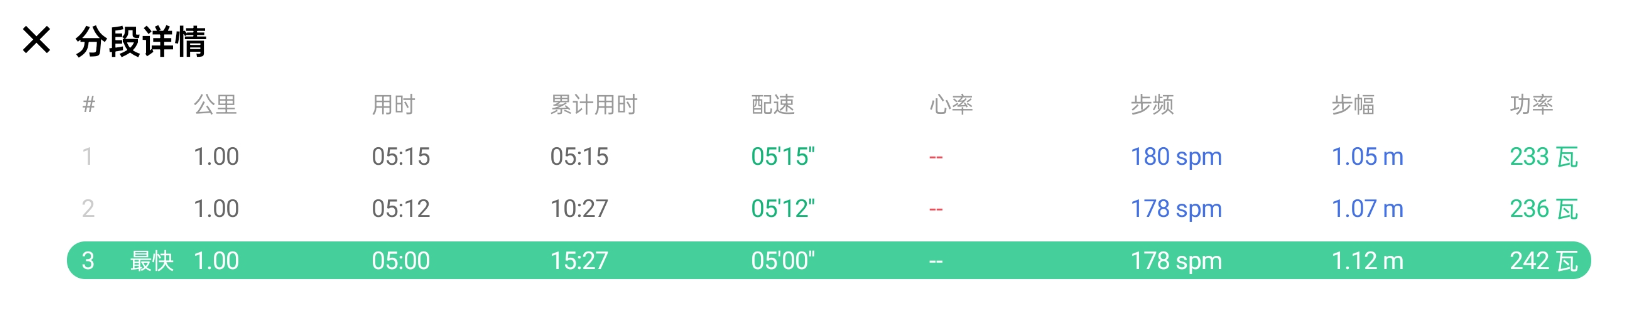 分段详情
# 公里 用时 累计用时 配速 心率 步频 步幅 功率
1 1.00 05:15 05:15 05'15" -- 180 spm 1.05 m 233 瓦
2 1.00 05:12 10:27 05'12" -- 178 spm 1.07 m 236 瓦
3 最快 1.00 05:00 15:27 05'00" -- 178 spm 1.12 m 242 瓦